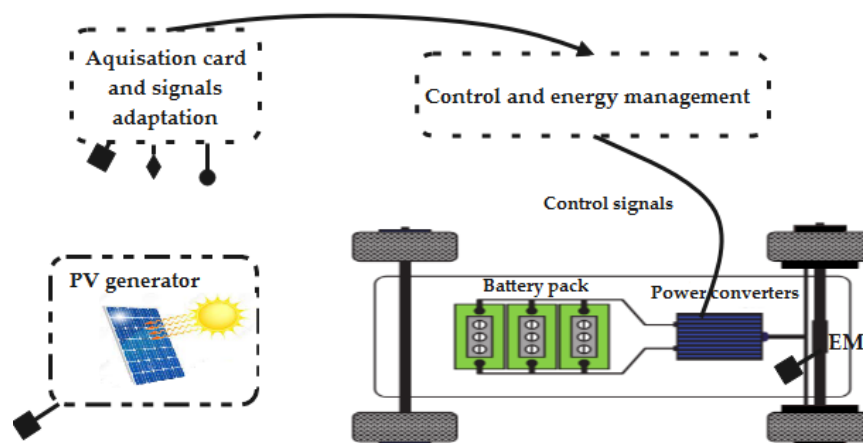 Aquisation card
and signals
adaptation
Control and energy management
Control signals
PV generator
Battery pack
Power converters
EM